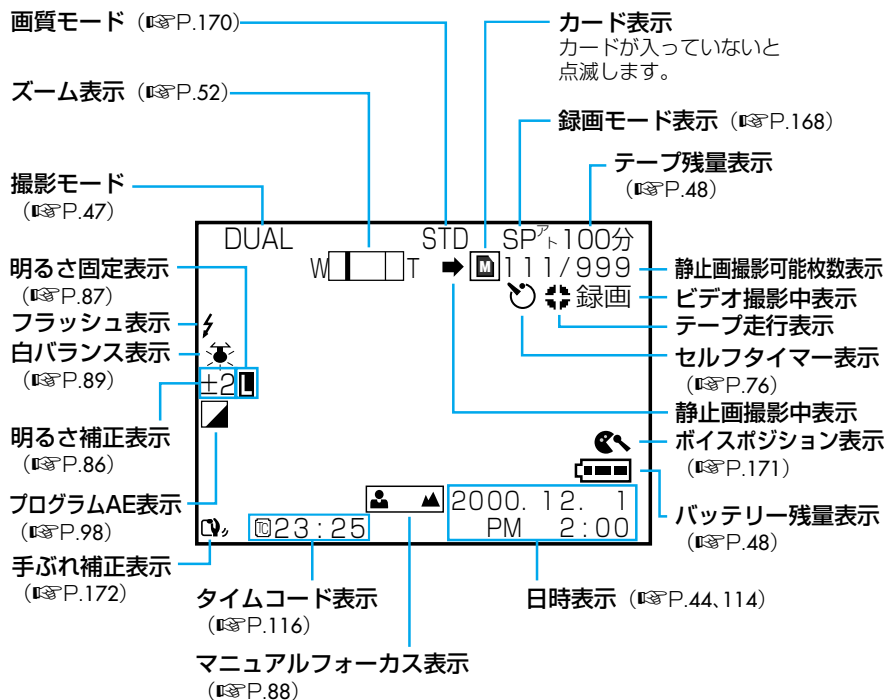 画質モード（☞P.170）
カード表示
カードが入っていないと
点滅します。
ズーム表示（☞P.52）
録画モード表示（☞P.168）
テープ残量表示
（☞P.48）
撮影モード
（☞P.47）
DUAL
STD
SP
アト100分
W
T
M
111/999
録画
明るさ固定表示
（☞P.87）
フラッシュ表示
白バランス表示
（☞P.89）
±2
L
明るさ補正表示
（☞P.86）
プログラムAE表示
（☞P.98）
手ぶれ補正表示
（☞P.172）
静止画撮影可能枚数表示
ビデオ撮影中表示
テープ走行表示
セルフタイマー表示
（☞P.76）
静止画撮影中表示
ボイスポジション表示
（☞P.171）
バッテリー残量表示
（☞P.48）
TC
23:25
2000. 12. 1
PM 2:00
タイムコード表示
（☞P.116）
日時表示（☞P.44、114）
マニュアルフォーカス表示
（☞P.88）